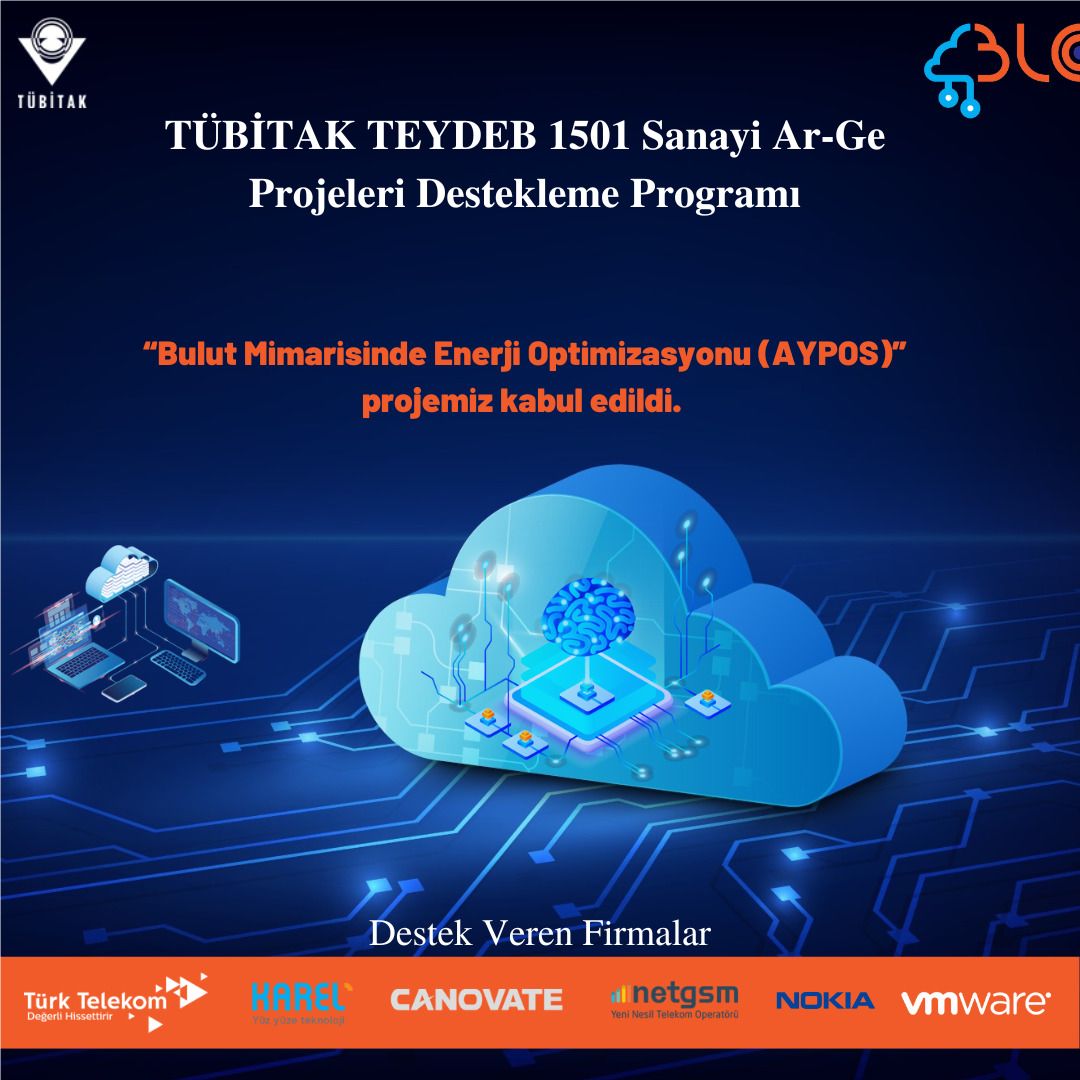 TÜBİTAK
TÜBİTAK TEYDEB 1501 Sanayi Ar-Ge
Projeleri Destekleme Programı
“Bulut Mimarisinde Enerji Optimizasyonu (AYPOS)”
projemiz kabul edildi.
Destek Veren Firmalar
Türk Telekom
Değerli Hissettirir
KAREL
Yüz yüze teknoloji
CANOVATE
netgsm
Yeni Nesil Telekom Operatörü
NOKIA
vmware